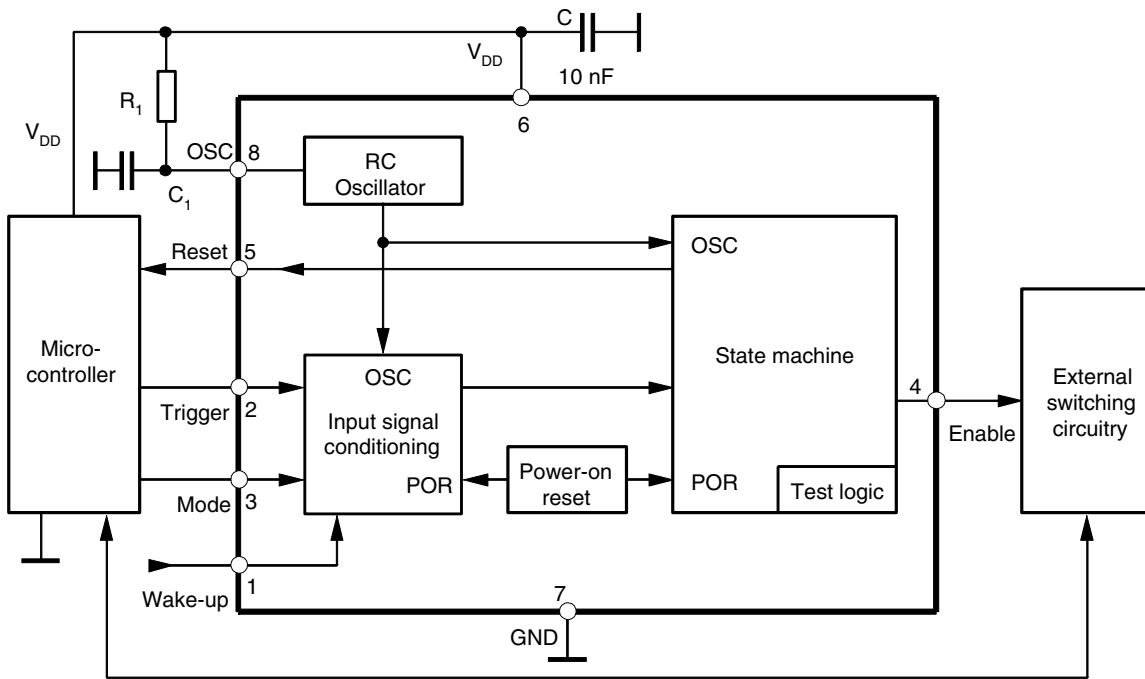 C
V_DD
10 nF
R_1
V_DD
6
OSC
8
RC
Oscillator
C_1
Reset
5
OSC
Micro-
controller
State machine
OSC
4
External
switching
circuitry
Trigger
2
Input signal
conditioning
Enable
Power-on
reset
POR
POR
Test logic
Mode
3
1
Wake-up
7
GND